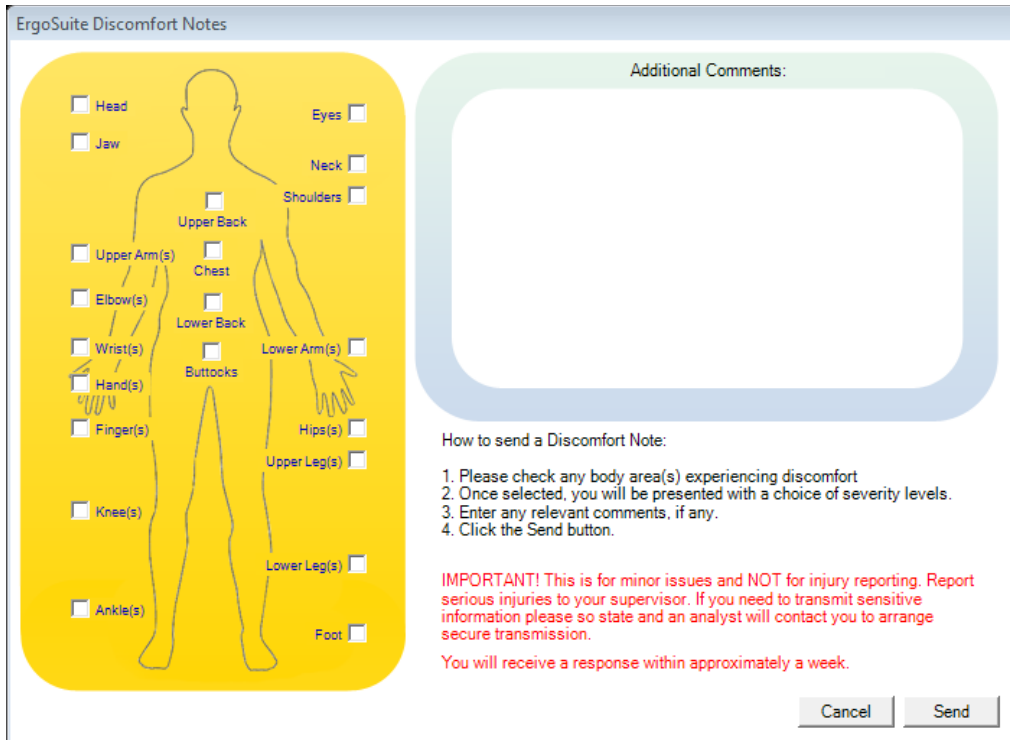 ErgoSuite Discomfort Notes
Head
Jaw
Eyes
Neck
Shoulders
Upper Back
Upper Arm(s)
Chest
Elbow(s)
Lower Back
Wrist(s)
Lower Arm(s)
Buttocks
Hand(s)
Finger(s)
Hips(s)
Upper Leg(s)
Knee(s)
Lower Leg(s)
Ankle(s)
Foot
Additional Comments:
How to send a Discomfort Note:
1. Please check any body area(s) experiencing discomfort
2. Once selected, you will be presented with a choice of severity levels.
3. Enter any relevant comments, if any.
4. Click the Send button.
IMPORTANT! This is for minor issues and NOT for injury reporting. Report
serious injuries to your supervisor. If you need to transmit sensitive
information please so state and an analyst will contact you to arrange
secure transmission.
You will receive a response within approximately a week.
Cancel
Send